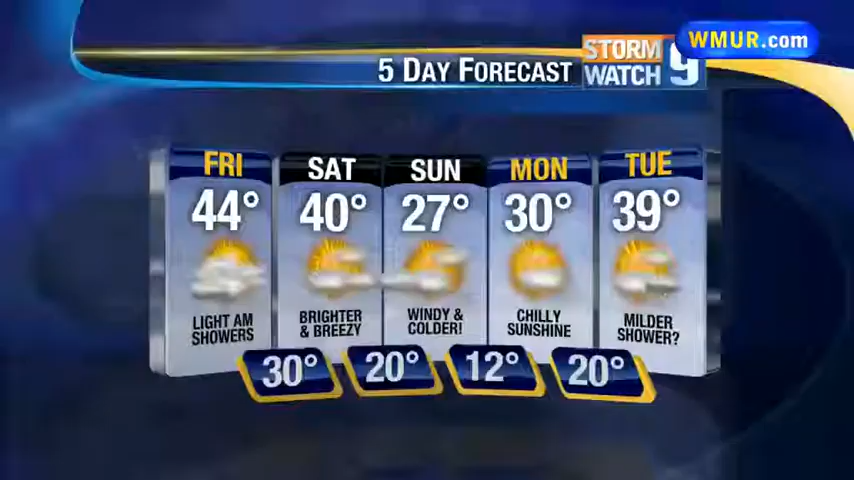 WMUR.com
STORM
WATCH 9
5 DAY FORECAST
FRI
SAT
SUN
MON
TUE
44°
40°
27°
30°
39°
LIGHT AM
SHOWERS
BRIGHTER
& BREEZY
WINDY &
COLDER!
CHILLY
SUNSHINE
MILDER
SHOWER?
30°
20°
12°
20°